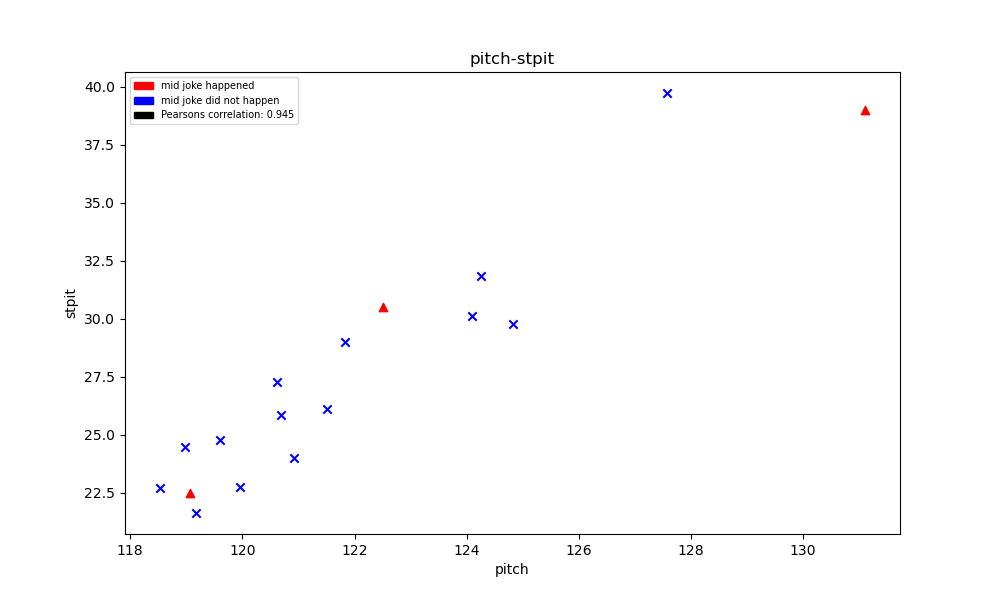 pitch-stpit
mid joke happened
mid joke did not happen
Pearsons correlation: 0.945
40.0
37.5
35.0
32.5
30.0
27.5
25.0
22.5
stpit
118 120 122 124 126 128 130
pitch